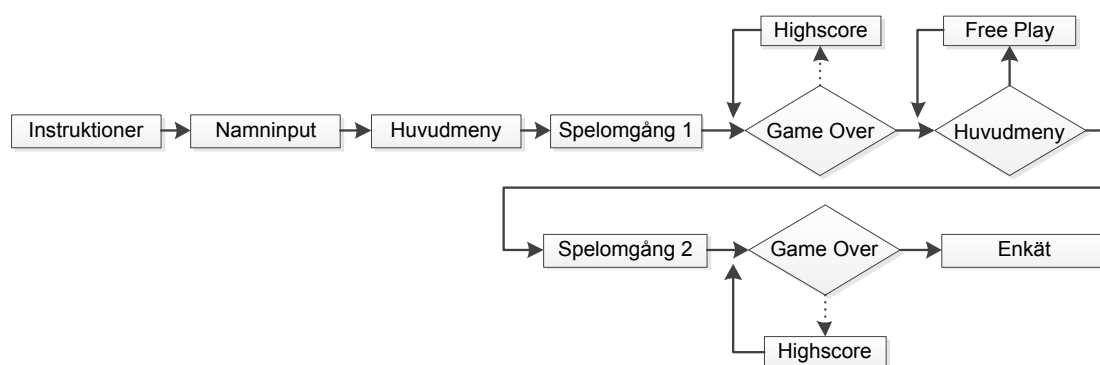 Highscore
Free Play
Instruktioner
Namninput
Huvudmeny
Spelomgång 1
Game Over
Huvudmeny
Spelomgång 2
Game Over
Enkät
Highscore